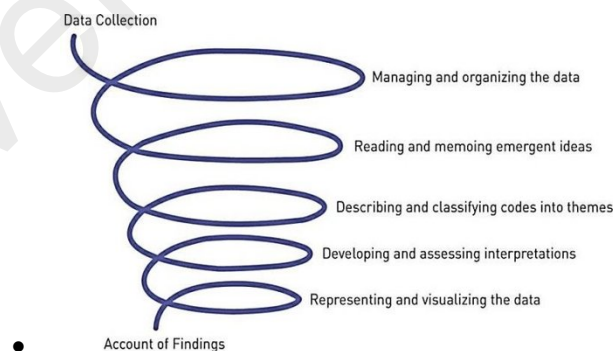 Data Collection
Managing and organizing the data
Reading and memoing emergent ideas
Describing and classifying codes into themes
Developing and assessing interpretations
Representing and visualizing the data
Account of Findings